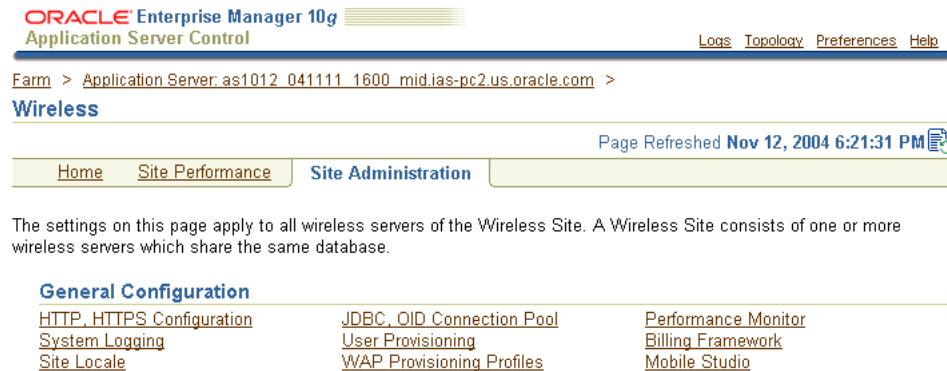 ORACLE Enterprise Manager 10g
Application Server Control
Logs Topology Preferences Help
Farm > Application Server: as1012_041111_1600_mid.ias-pc2.us.oracle.com >
Wireless
Page Refreshed Nov 12, 2004 6:21:31 PM
Home Site Performance Site Administration
The settings on this page apply to all wireless servers of the Wireless Site. A Wireless Site consists of one or more
wireless servers which share the same database.
General Configuration
HTTP, HTTPS Configuration JDBC, OID Connection Pool Performance Monitor
System Logging User Provisioning Billing Framework
Site Locale WAP Provisioning Profiles Mobile Studio